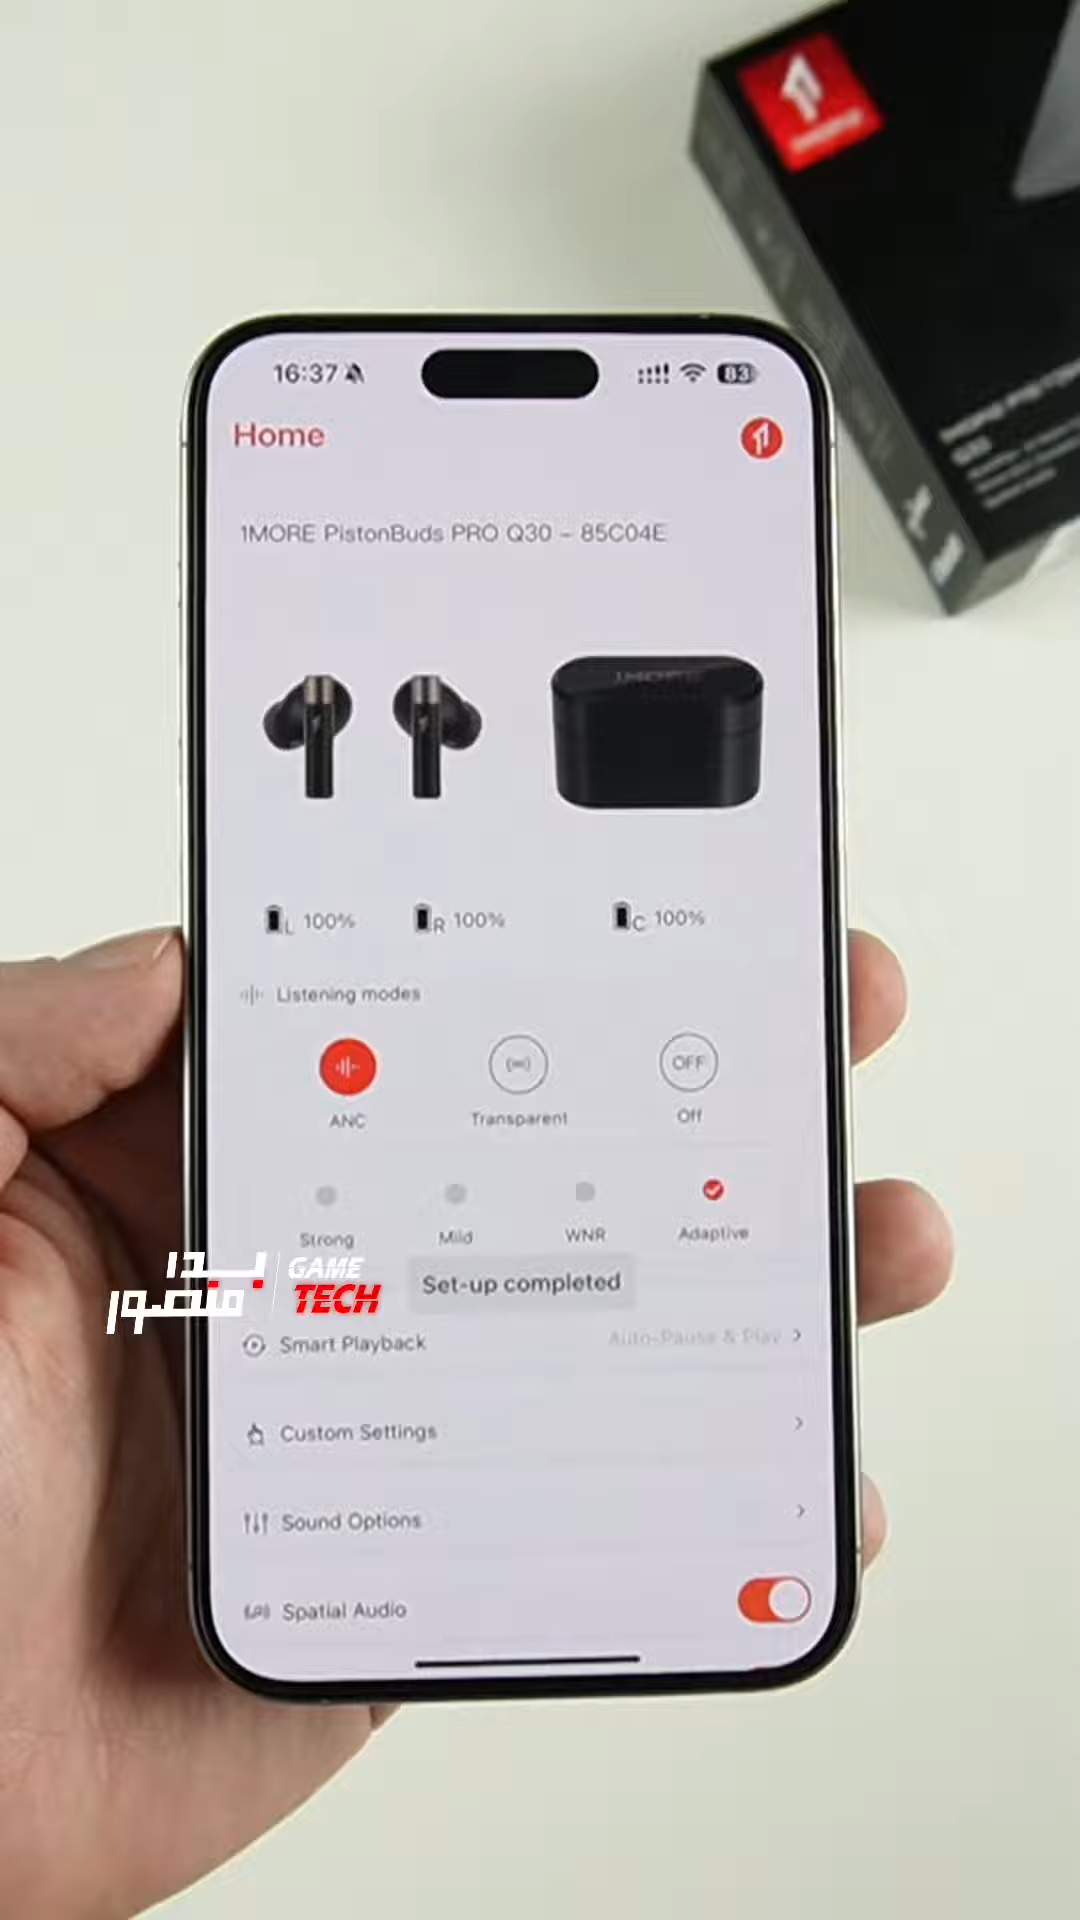 16:37
83
Home
1MORE PistonBuds PRO Q30 – 85C04E
1MORE
L 100%
R 100%
C 100%
Listening modes
OFF
ANC
Transparent
Off
Strong
Mild
WNR
Adaptive
بدر منصور
GAME TECH
Set-up completed
Smart Playback
Auto-Pause & Play
Custom Settings
Sound Options
Spatial Audio